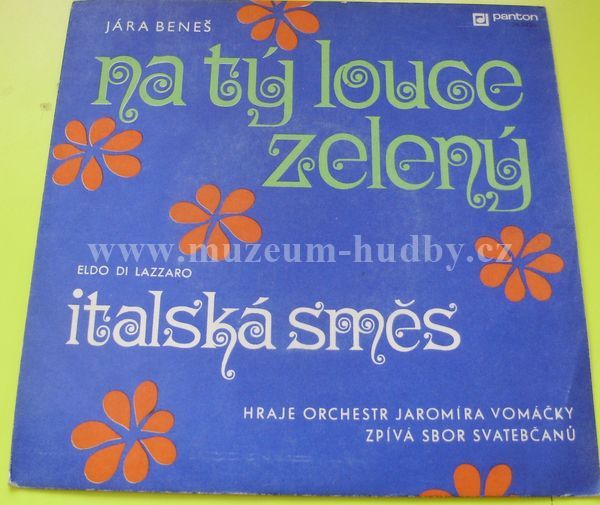 JÁRA BENEŠ
panton
na tý louce
zelený
www.muzeum-hudby.cz
ELDO DI LAZZARO
italská směs
HRAJE ORCHESTR JAROMÍRA VOMÁČKY
ZPÍVÁ SBOR SVATEBČANŮ